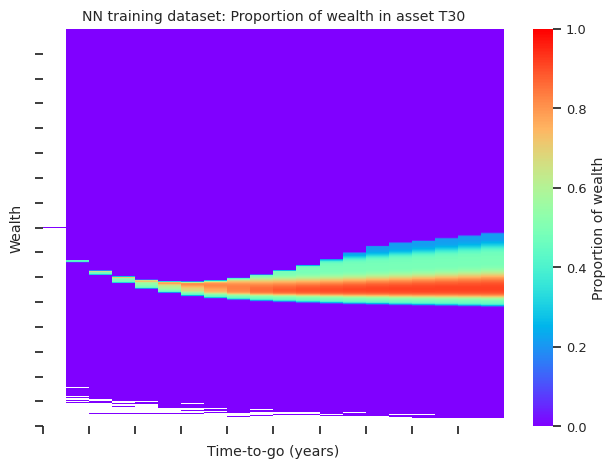 NN training dataset: Proportion of wealth in asset T30
Wealth
Time-to-go (years)
1.0
0.8
0.6
0.4
0.2
0.0
Proportion of wealth